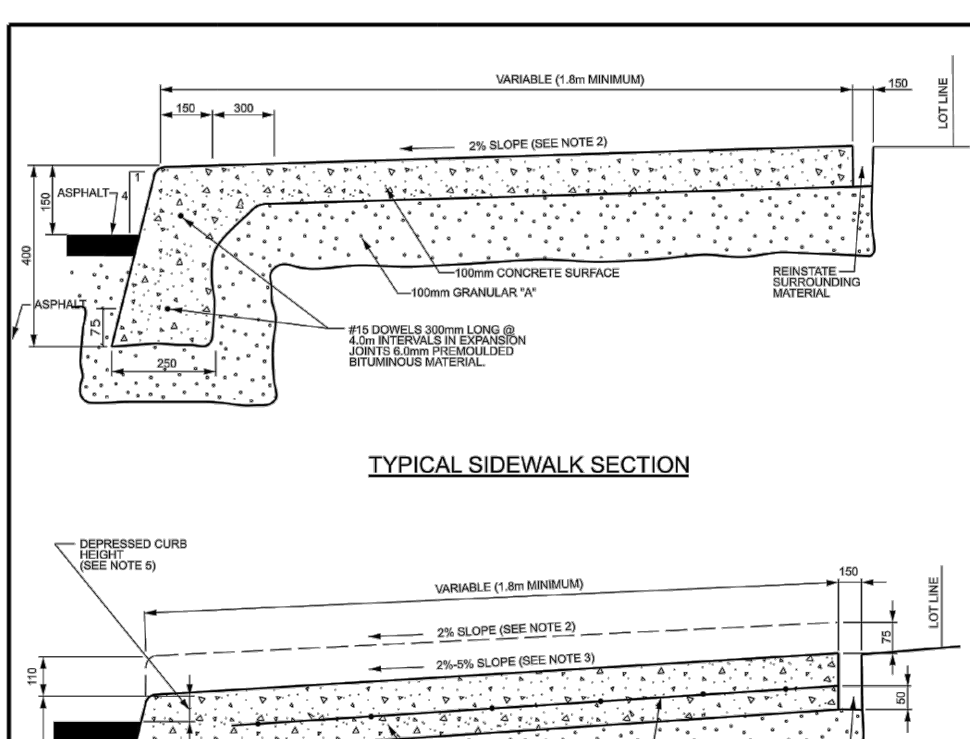 VARIABLE (1.8m MINIMUM)
150
LOT LINE
150
300
2% SLOPE (SEE NOTE 2)
1
4
ASPHALT
150
400
ASPHALT
75
250
100mm CONCRETE SURFACE
100mm GRANULAR "A"
REINSTATE
SURROUNDING
MATERIAL
#15 DOWELS 300mm LONG @
4.0m INTERVALS IN EXPANSION
JOINTS 6.0mm PREMOULDED
BITUMINOUS MATERIAL.
TYPICAL SIDEWALK SECTION
DEPRESSED CURB
HEIGHT
(SEE NOTE 5)
VARIABLE (1.8m MINIMUM)
150
LOT LINE
2% SLOPE (SEE NOTE 2)
75
2%-5% SLOPE (SEE NOTE 3)
110
50